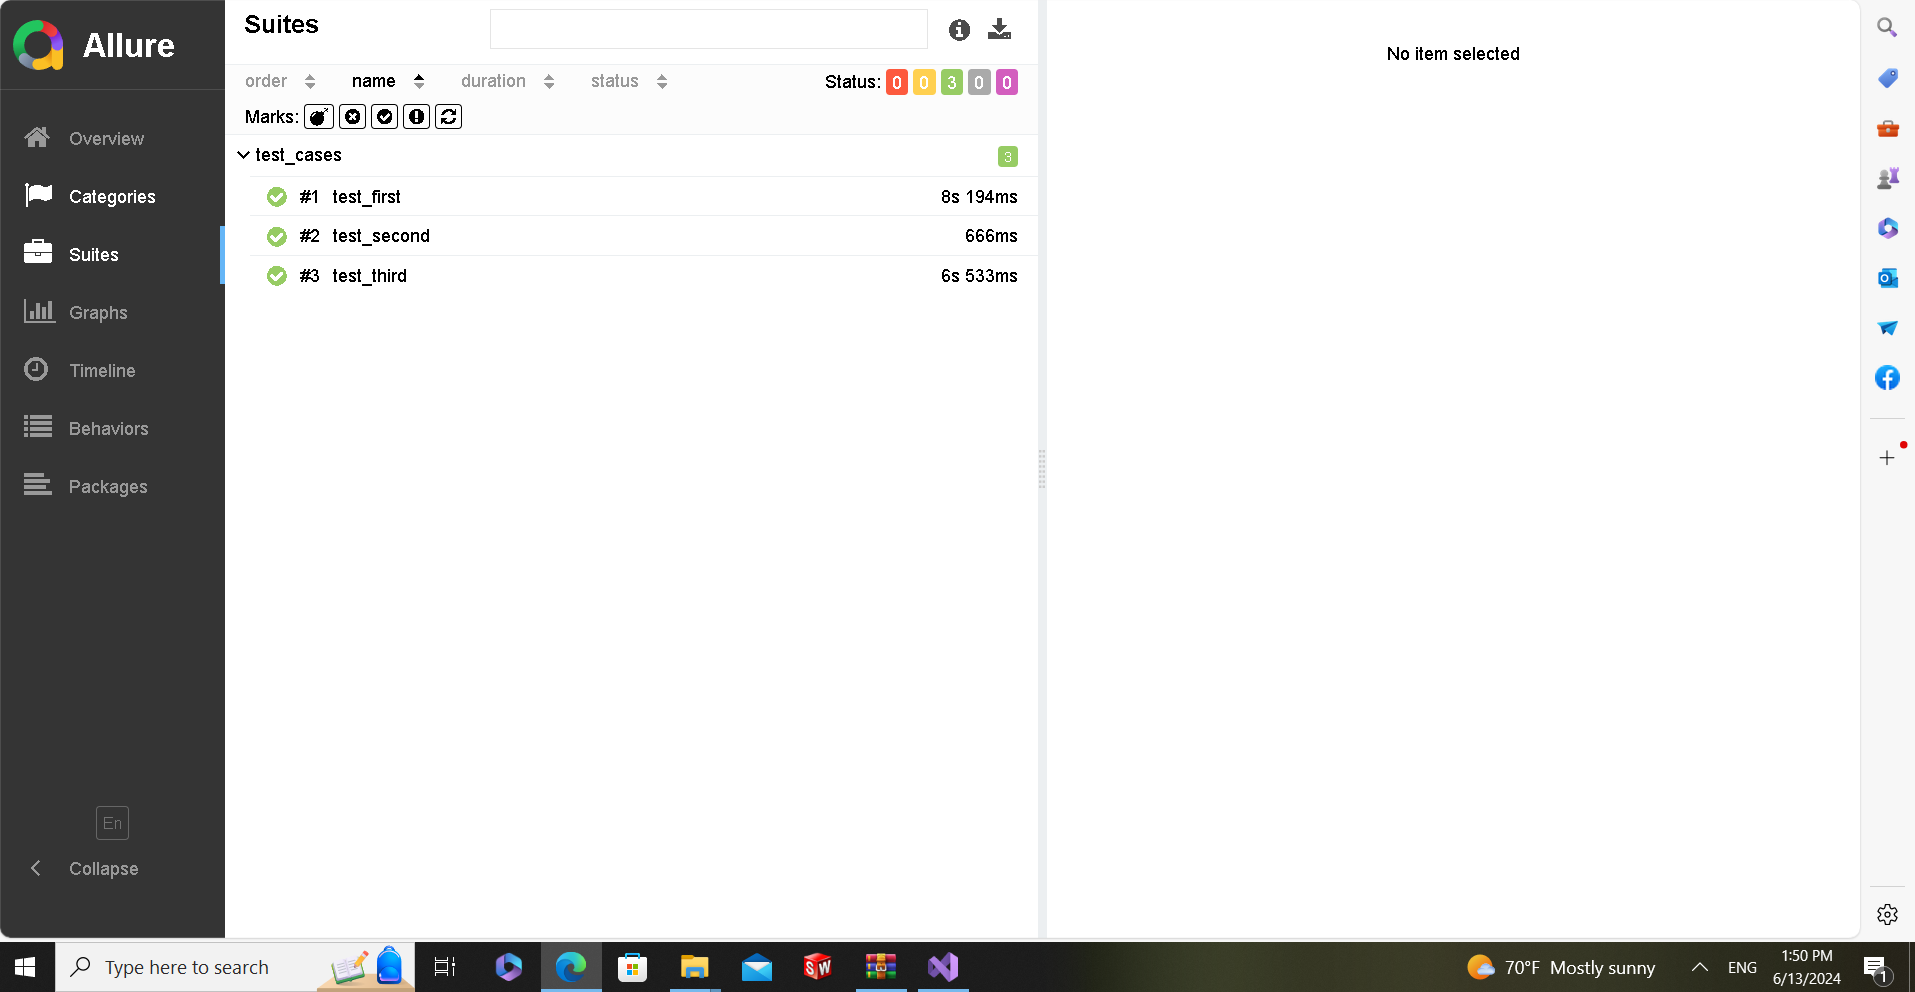 Allure
Overview
Categories
Suites
Graphs
Timeline
Behaviors
Packages
En
Collapse
Suites
order name duration status
Status: 0 0 3 0 0
Marks:
test_cases 3
#1 test_first 8s 194ms
#2 test_second 666ms
#3 test_third 6s 533ms
No item selected
Type here to search
SW
70°F Mostly sunny
ENG
1:50 PM
6/13/2024
1